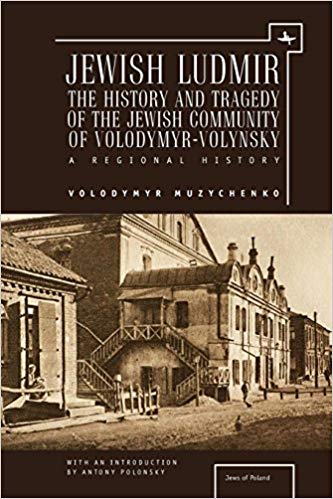 JEWISH LUDMIR
THE HISTORY AND TRAGEDY
OF THE JEWISH COMMUNITY
OF VOLODYMYR-VOLYNSKY
A REGIONAL HISTORY
VOLODYMYR MUZYCHENKO
WITH AN INTRODUCTION
BY ANTONY POLONSKY
Jews of Poland